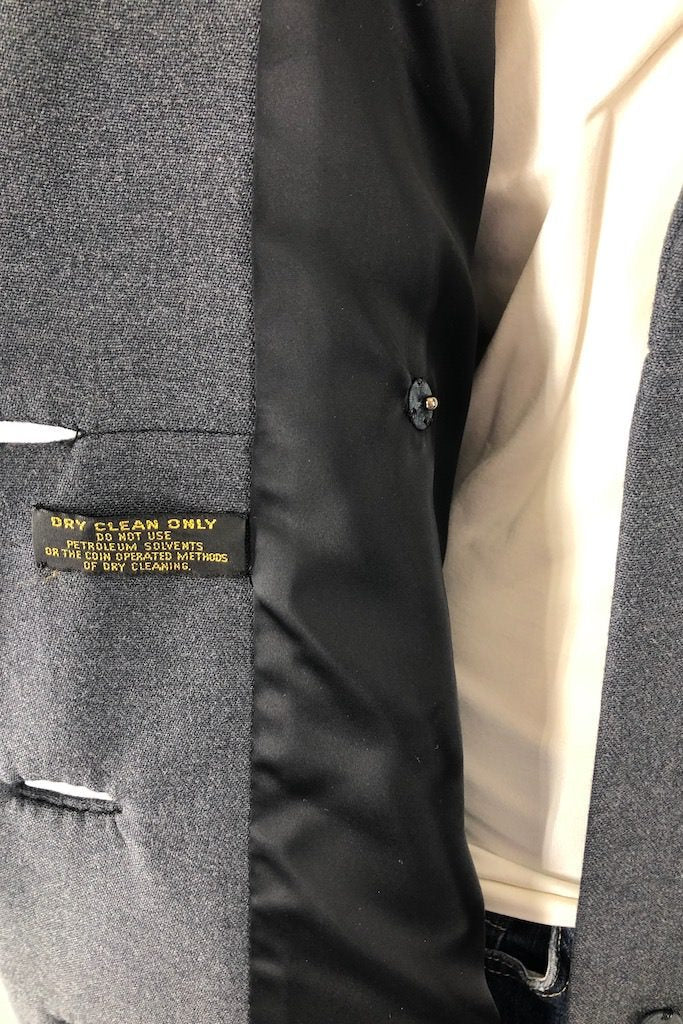 DRY CLEAN ONLY
DO NOT USE
PETROLEUM SOLVENTS
OR THE COIN OPERATED METHODS
OF DRY CLEANING.